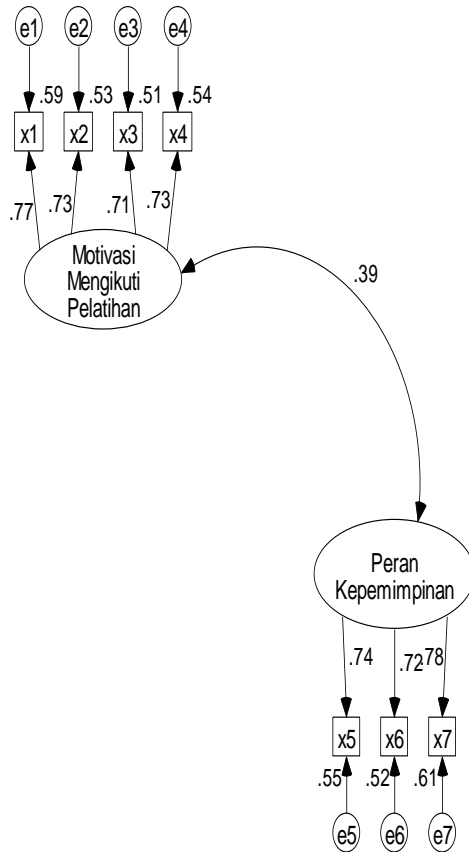 e1 e2 e3 e4
.59 .53 .51 .54
x1 x2 x3 x4
.77 .73 .71 .73
Motivasi
Mengikuti
Pelatihan
.39
Peran
Kepemimpinan
.74 .72 .78
x5 x6 x7
.55 .52 .61
e5 e6 e7